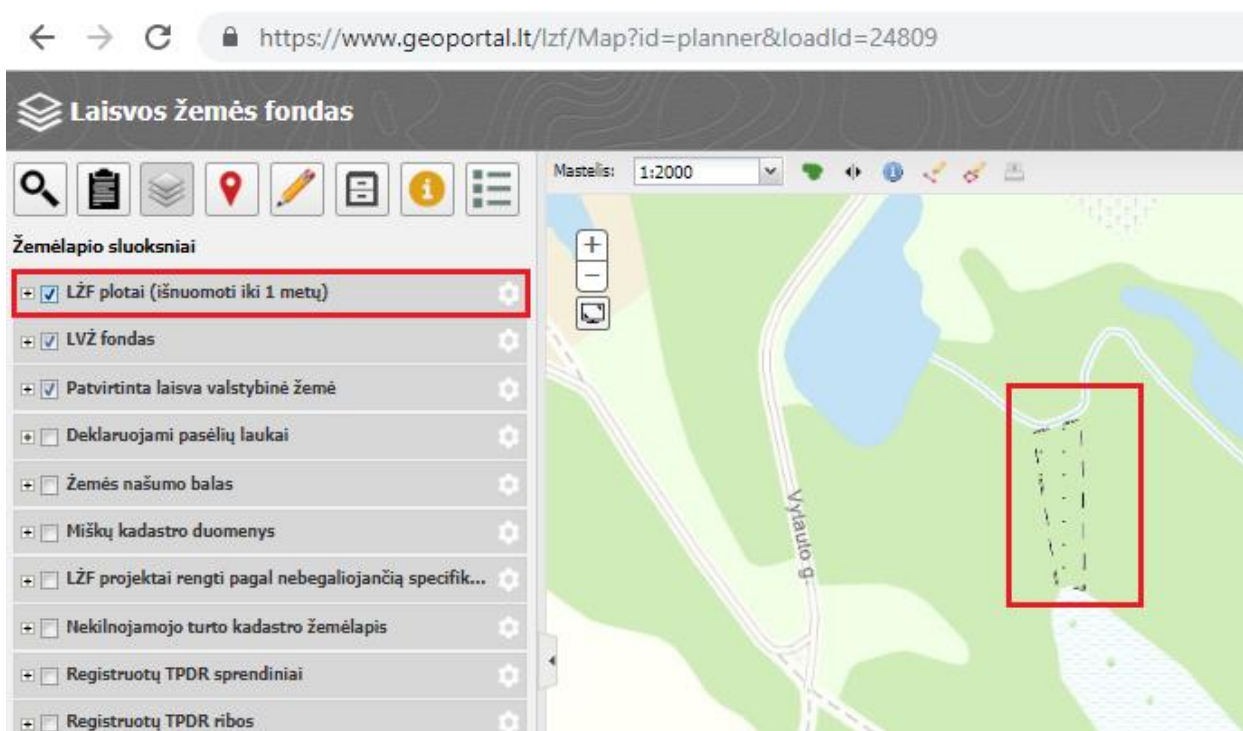 https://www.geoportal.lt/lzf/Map?id=planner&loadId=24809
Laisvos žemės fondas
Mastelis: 1:2000
Žemėlapio sluoksniai
LŽF plotai (išnuomoti iki 1 metų)
LVŽ fondas
Patvirtinta laisva valstybinė žemė
Deklaruojami pasėlių laukai
Žemės našumo balas
Miškų kadastro duomenys
LŽF projektai rengti pagal nebegaliojančią specifik...
Nekilnojamojo turto kadastro žemėlapis
Registruotų TPDR sprendiniai
Registruotų TPDR ribos
Vytauto g.